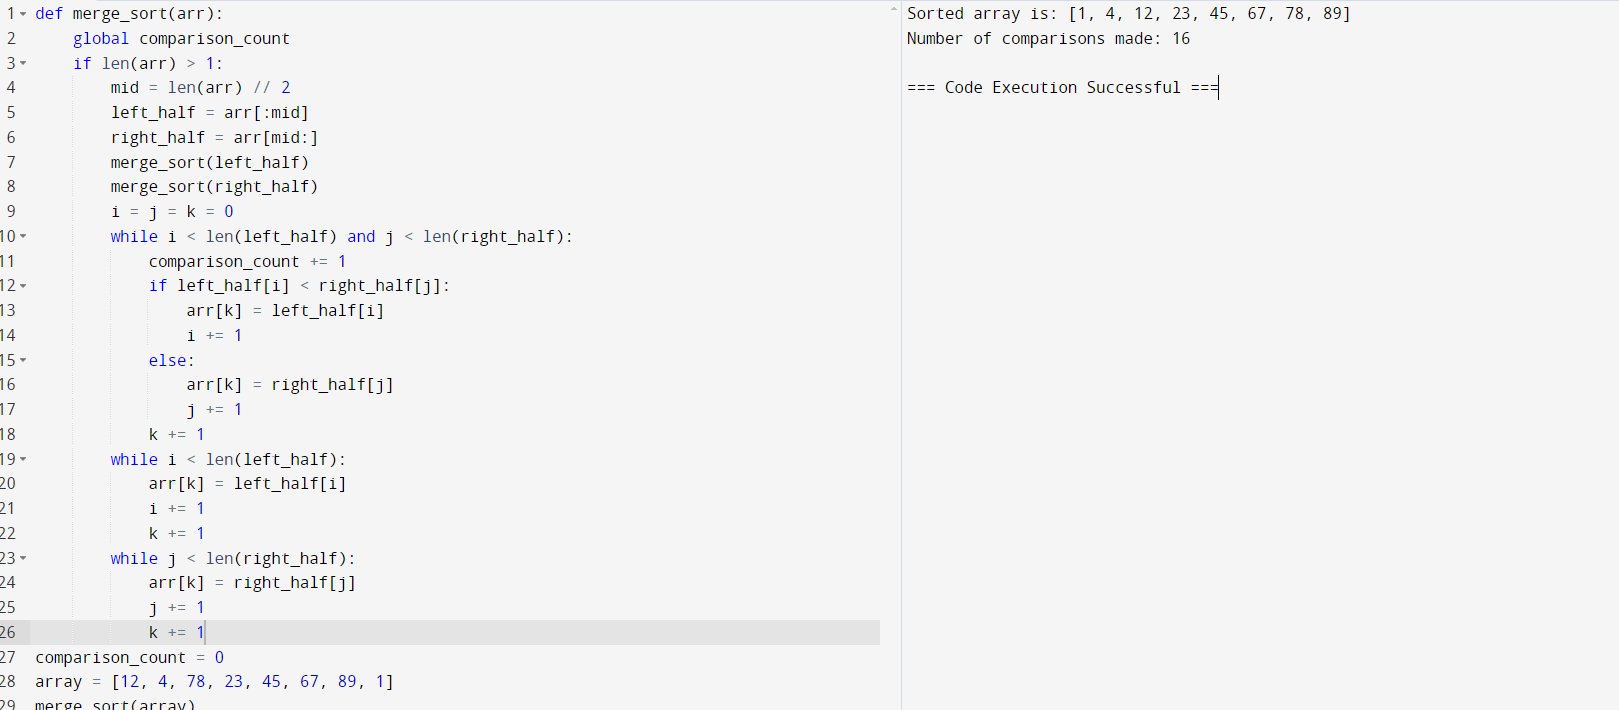 1 def merge_sort(arr):
2     global comparison_count
3     if len(arr) > 1:
4         mid = len(arr) // 2
5         left_half = arr[:mid]
6         right_half = arr[mid:]
7         merge_sort(left_half)
8         merge_sort(right_half)
9         i = j = k = 0
10         while i < len(left_half) and j < len(right_half):
11             comparison_count += 1
12             if left_half[i] < right_half[j]:
13                 arr[k] = left_half[i]
14                 i += 1
15             else:
16                 arr[k] = right_half[j]
17                 j += 1
18             k += 1
19         while i < len(left_half):
20             arr[k] = left_half[i]
21             i += 1
22             k += 1
23         while j < len(right_half):
24             arr[k] = right_half[j]
25             j += 1
26             k += 1
27 comparison_count = 0
28 array = [12, 4, 78, 23, 45, 67, 89, 1]
29 merge_sort(array)
Sorted array is: [1, 4, 12, 23, 45, 67, 78, 89]
Number of comparisons made: 16
=== Code Execution Successful ===